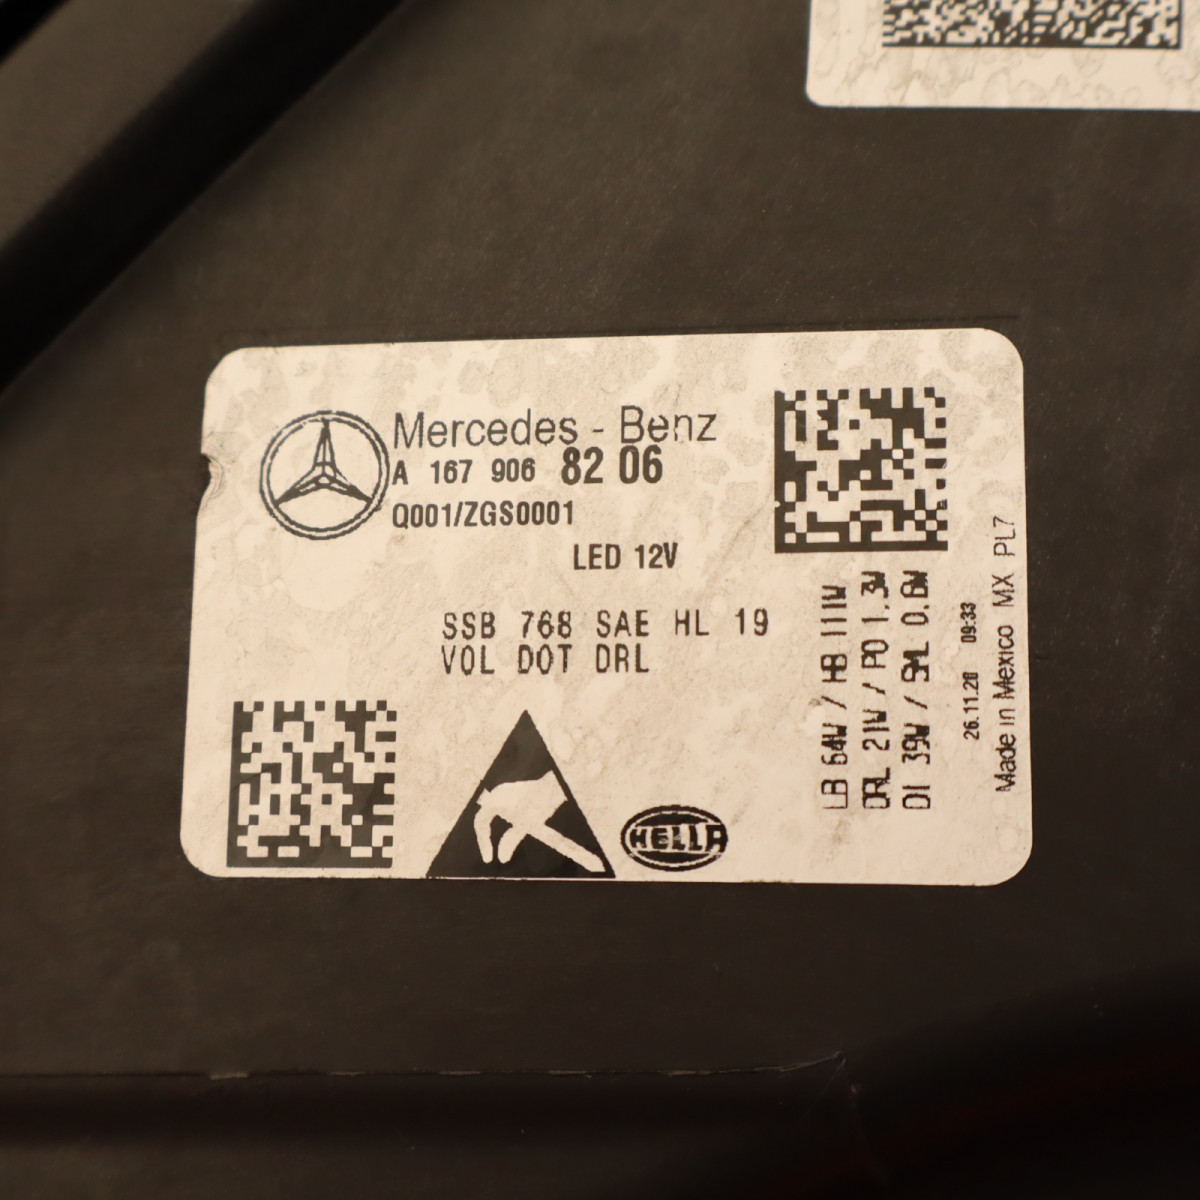 Mercedes - Benz
A 167 906 82 06
Q001/ZGS0001
LED 12V
SSB 768 SAE HL 19
VOL DOT DRL
HELLA
LB 64W / HB 111W
DRL 21W / PO 1.3W
DI 39W / SML 0.6W
26.11.20 09:33
Made in Mexico MX PL7